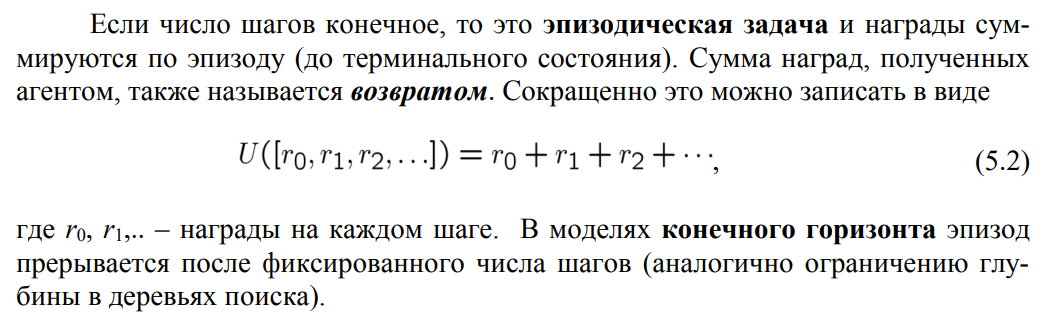 Если число шагов конечное, то это эпизодическая задача и награды сум-
мируются по эпизоду (до терминального состояния). Сумма наград, полученных
агентом, также называется возвратом. Сокращенно это можно записать в виде
U([r₀, r₁, r₂, …]) = r₀ + r₁ + r₂ + ⋯, (5.2)
где r₀, r₁,.. – награды на каждом шаге. В моделях конечного горизонта эпизод
прерывается после фиксированного числа шагов (аналогично ограничению глу-
бины в деревьях поиска).